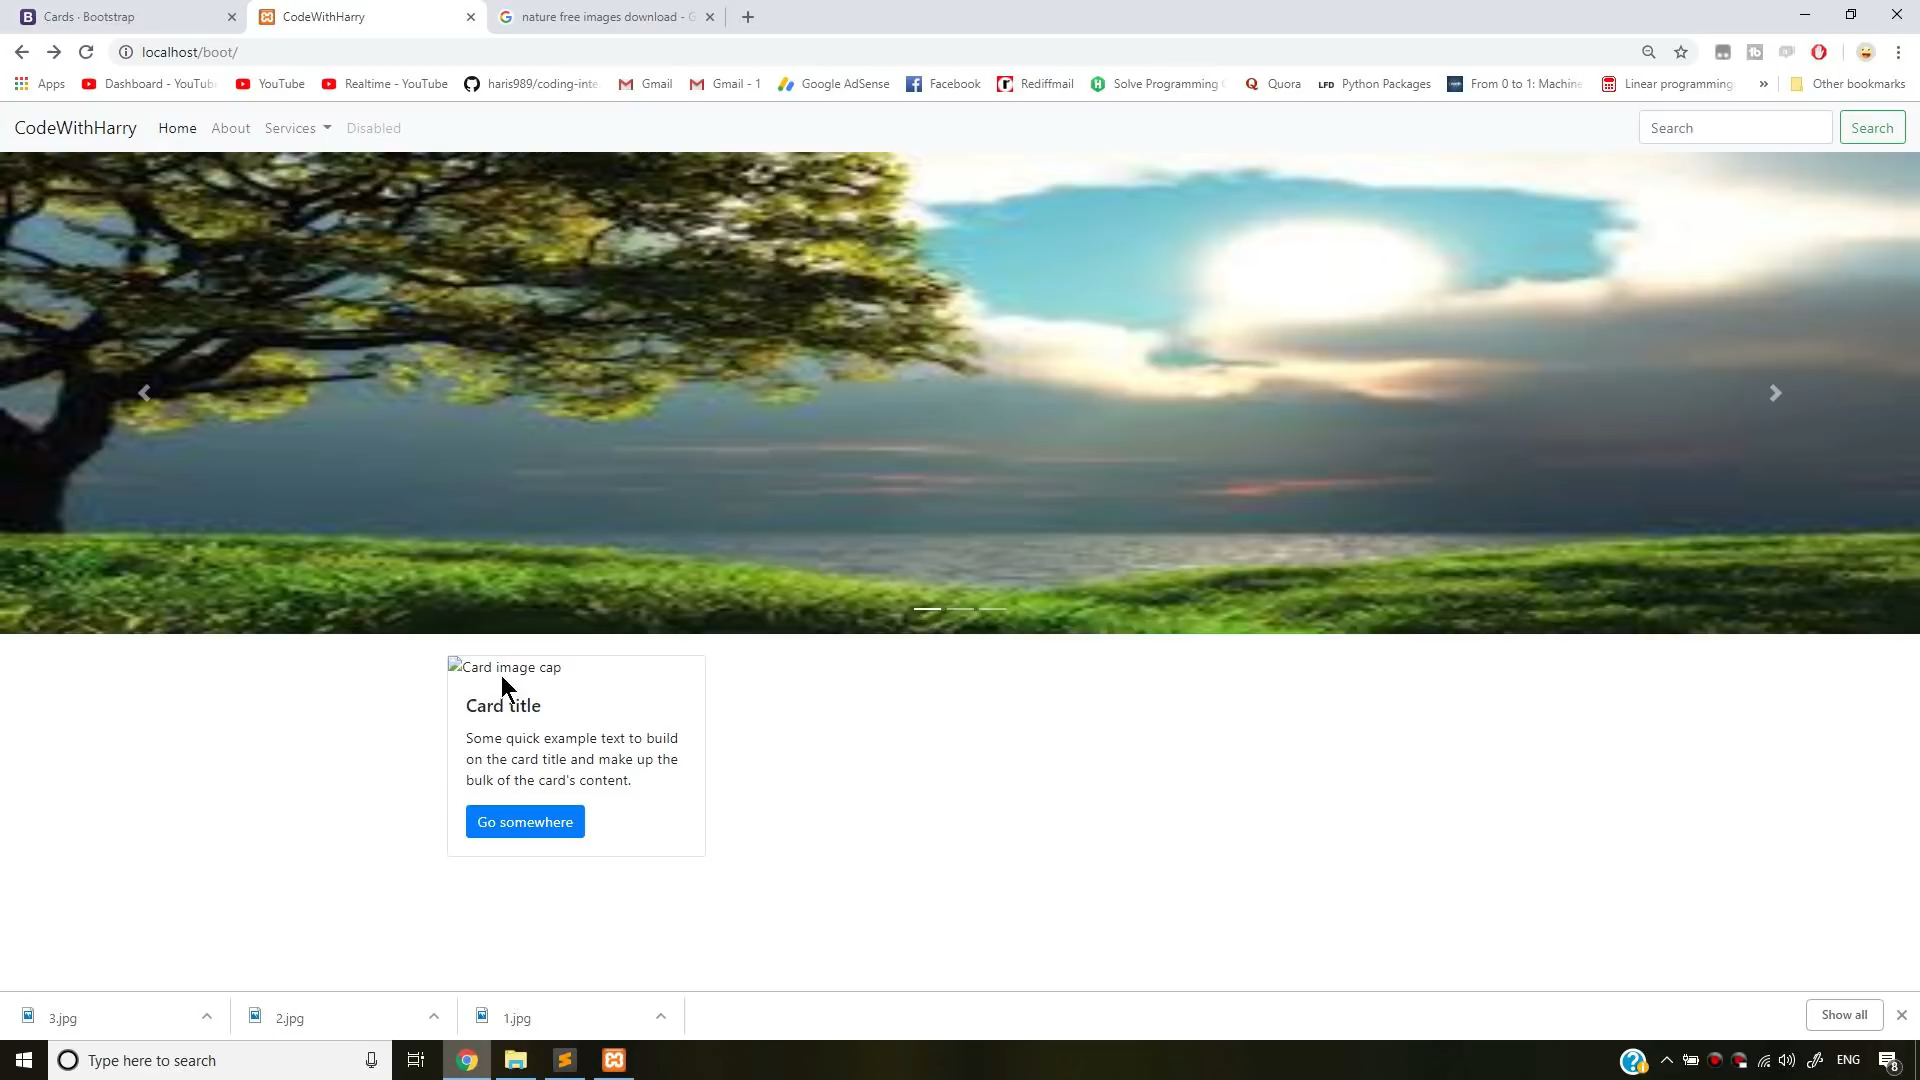 Cards · Bootstrap
CodeWithHarry
nature free images download - G
localhost/boot/
Apps
Dashboard - YouTub
YouTube
Realtime - YouTube
haris989/coding-inte
Gmail
Gmail - 1
Google AdSense
Facebook
Rediffmail
Solve Programming
Quora
LFD Python Packages
From 0 to 1: Machine
Linear programming
»
Other bookmarks
CodeWithHarry
Home
About
Services
Disabled
Search
Search
Card image cap
Card title
Some quick example text to build
on the card title and make up the
bulk of the card's content.
Go somewhere
3.jpg
2.jpg
1.jpg
Show all
Type here to search
ENG
8